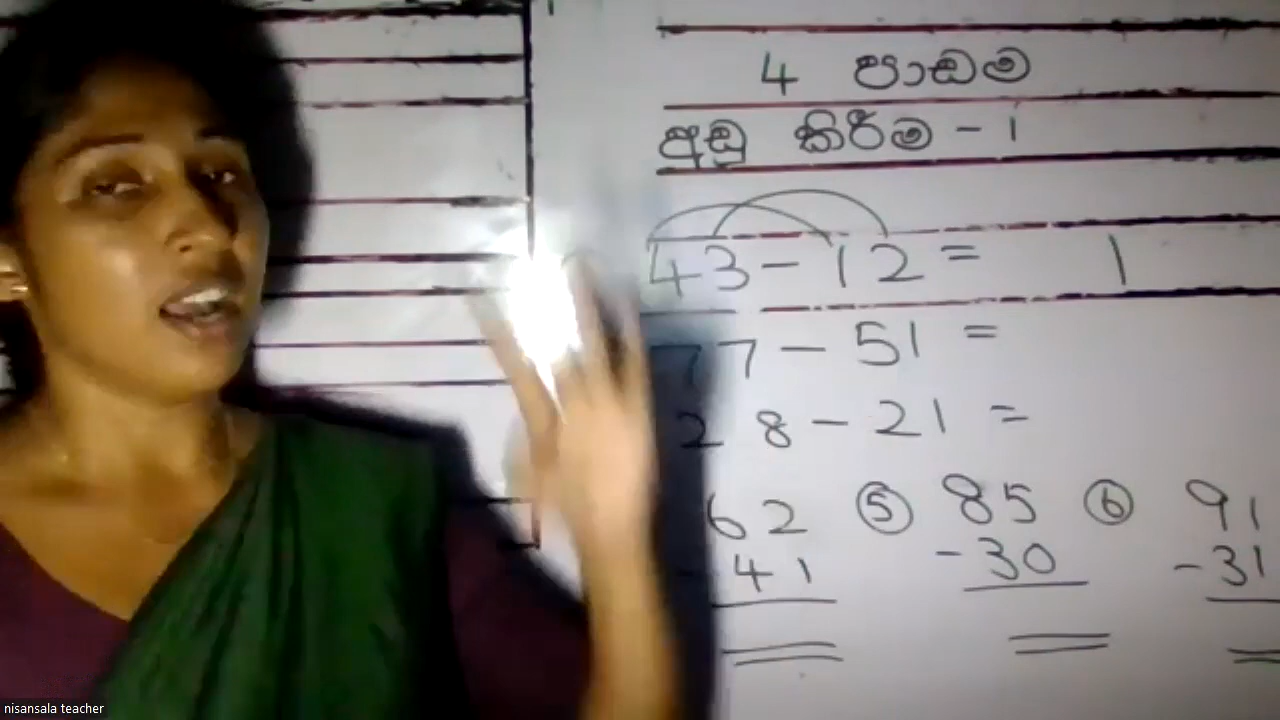 4 පාඩම
අඩු කිරීම - 1
43 - 12 = 1
77 - 51 =
28 - 21 =
62 ⑤ 85 ⑥ 91
- 41 - 30 - 31
nisansala teacher